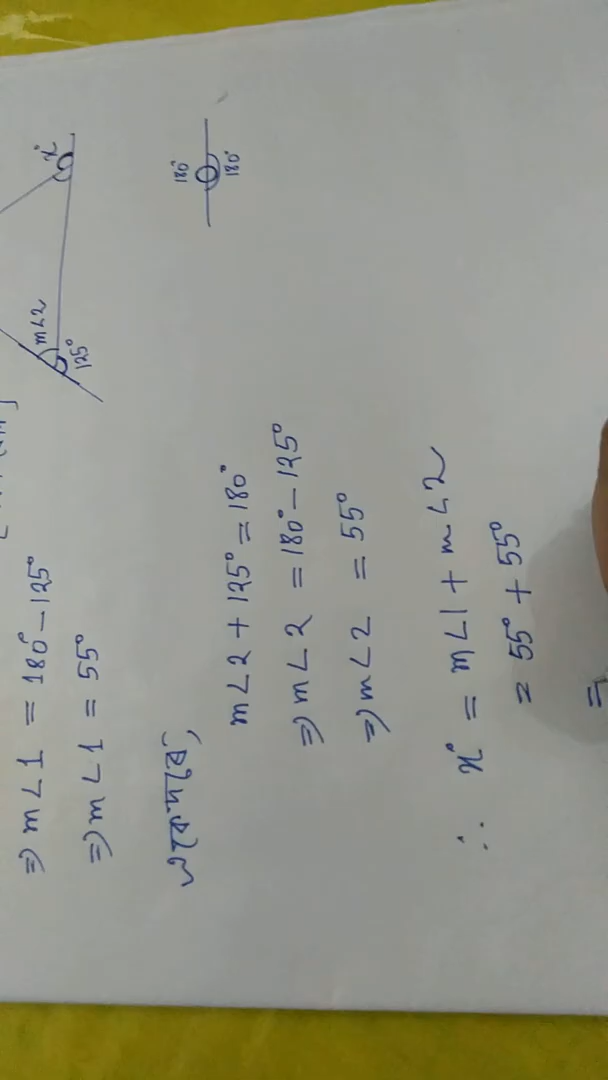 x°
m∠2
125°
180°
180°
⇒ m∠1 = 180° − 125°
⇒ m∠1 = 55°
m∠2 + 125° = 180°
⇒ m∠2 = 180° − 125°
⇒ m∠2 = 55°
∴ x° = m∠1 + m∠2
= 55° + 55°
=